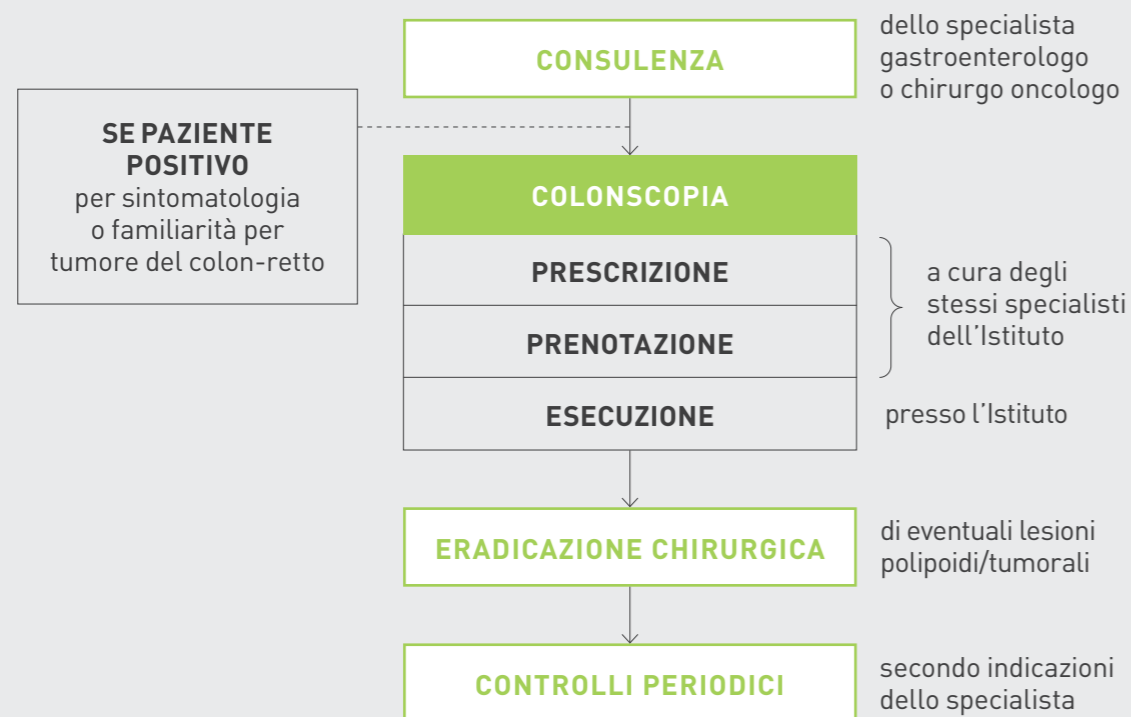 CONSULENZA
dello specialista
gastroenterologo
o chirurgo oncologo
SE PAZIENTE
POSITIVO
per sintomatologia
o familiarità per
tumore del colon-retto
COLONSCOPIA
PRESCRIZIONE
PRENOTAZIONE
a cura degli
stessi specialisti
dell'Istituto
ESECUZIONE
presso l'Istituto
ERADICAZIONE CHIRURGICA
di eventuali lesioni
polipoidi/tumorali
CONTROLLI PERIODICI
secondo indicazioni
dello specialista